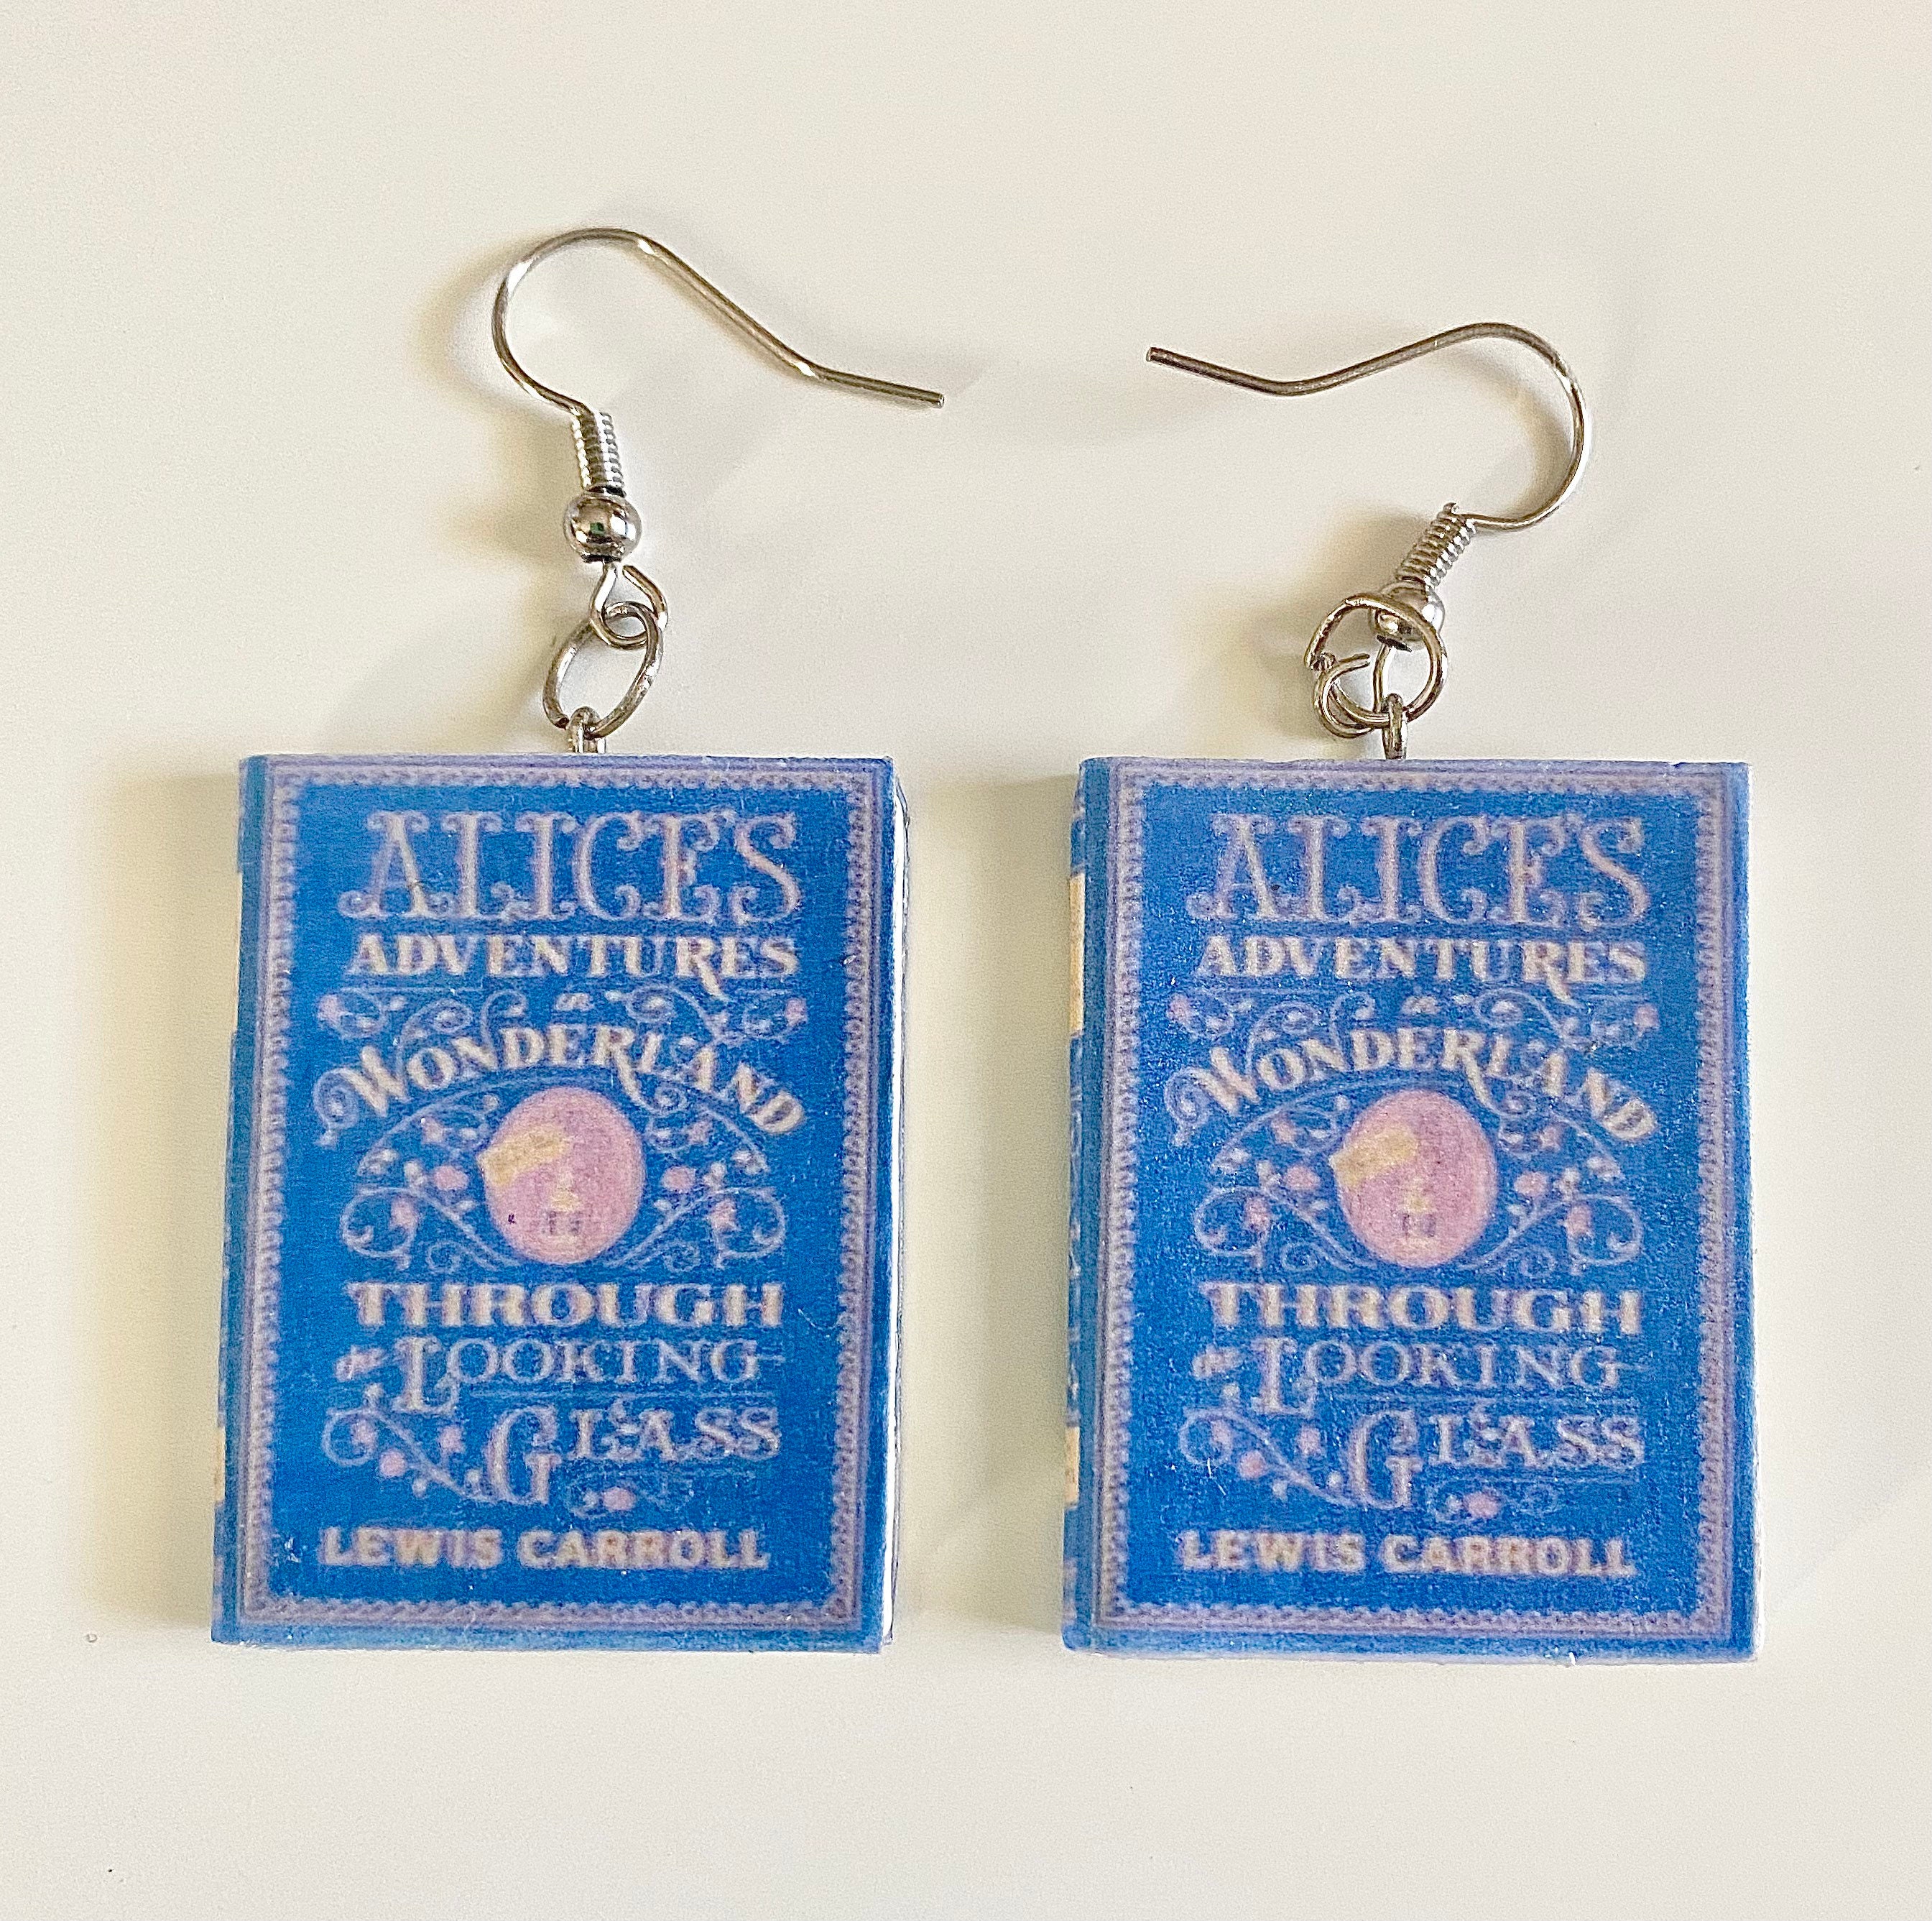 ALICE'S
ADVENTURES
in
WONDERLAND
THROUGH
the LOOKING-
GLASS
LEWIS CARROLL
ALICE'S
ADVENTURES
in
WONDERLAND
THROUGH
the LOOKING-
GLASS
LEWIS CARROLL